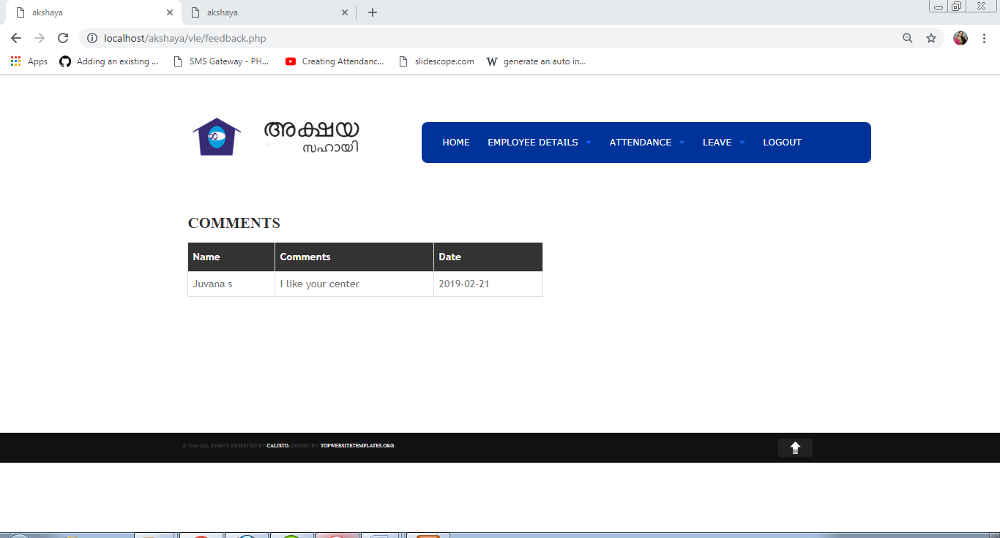 akshaya
akshaya
localhost/akshaya/vle/feedback.php
Apps
Adding an existing ...
SMS Gateway - PH...
Creating Attendanc...
slidescope.com
W generate an auto in...
അക്ഷയ
സഹായി
HOME EMPLOYEE DETAILS ATTENDANCE LEAVE LOGOUT
COMMENTS
Name Comments Date
Juvana s I like your center 2019-02-21
ALL RIGHTS RESERVED BY CALISTO. DESIGN BY: TOPWEBSITETEMPLATES.ORG